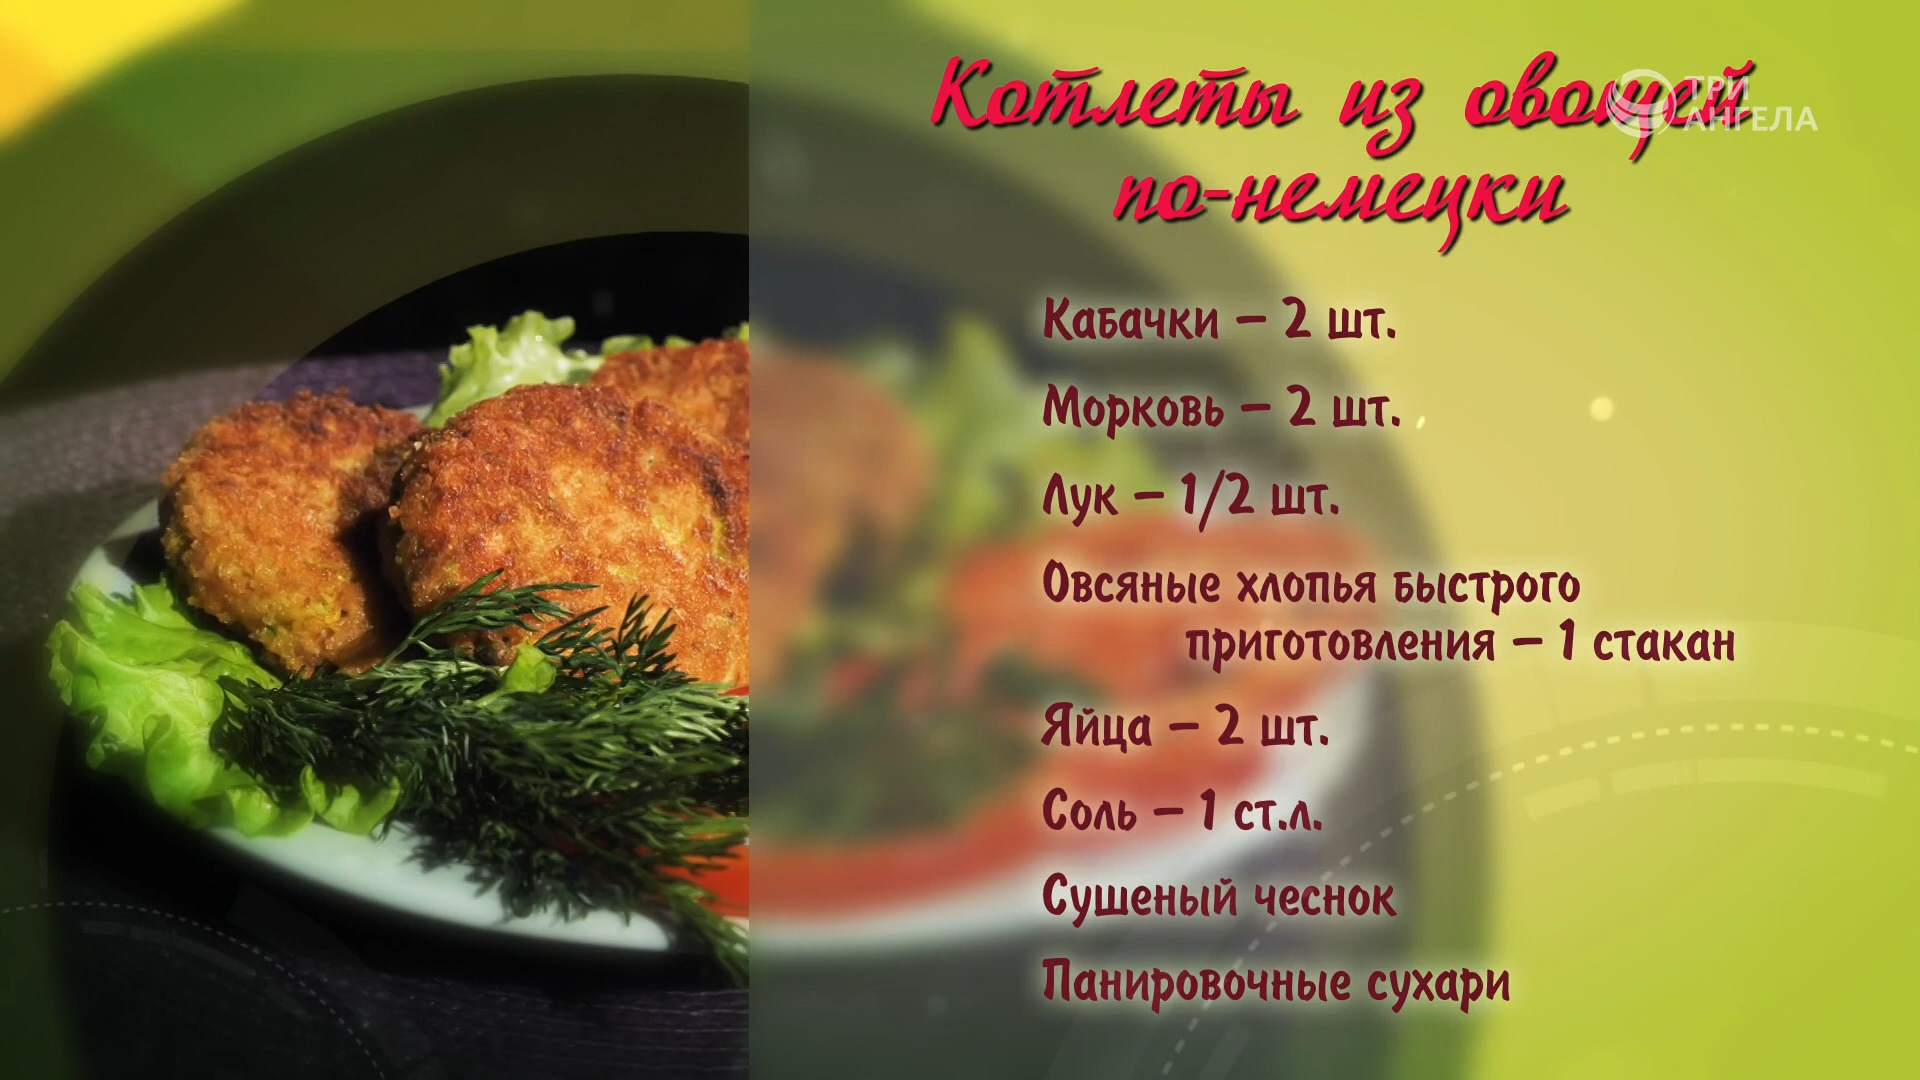 Котлеты из овощей
по-немецки
ТРИ
АНГЕЛА
Кабачки – 2 шт.
Морковь – 2 шт.
Лук – 1/2 шт.
Овсяные хлопья быстрого
приготовления – 1 стакан
Яйца – 2 шт.
Соль – 1 ст.л.
Сушеный чеснок
Панировочные сухари